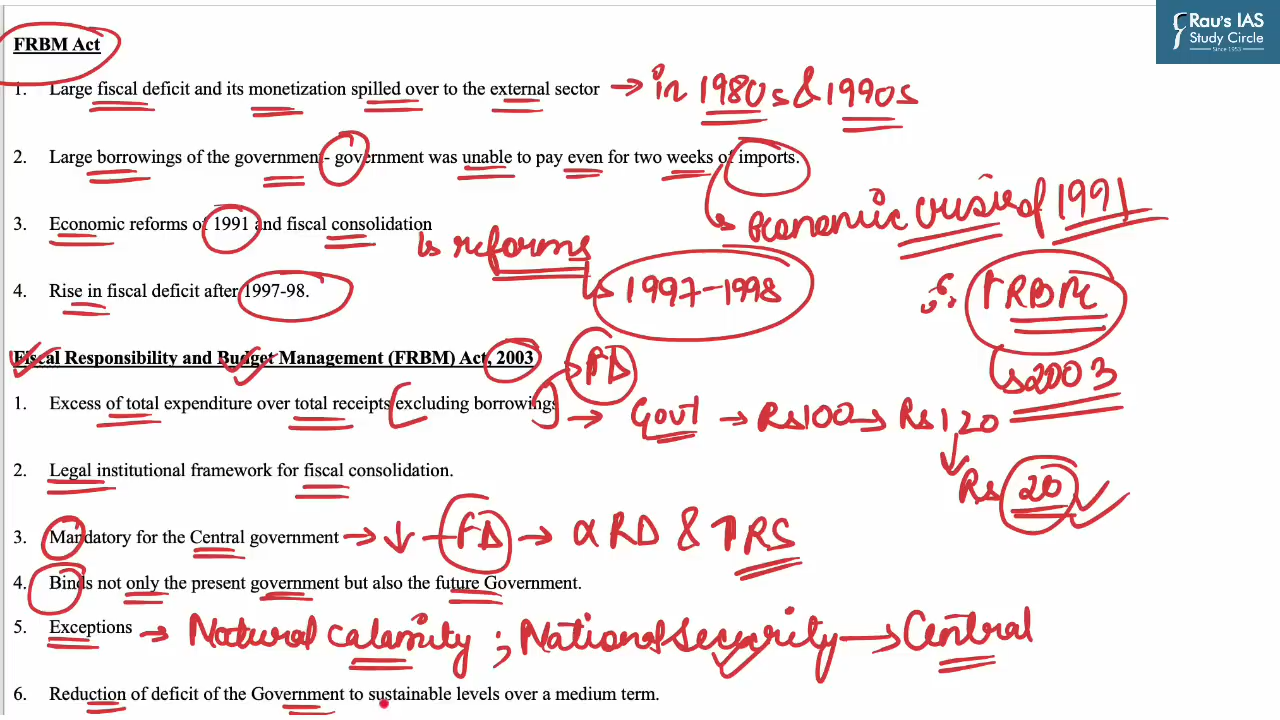 Rau's IAS
Study Circle
Since 1953
FRBM Act
1. Large fiscal deficit and its monetization spilled over to the external sector → in 1980s & 1990s
2. Large borrowings of the government- government was unable to pay even for two weeks of imports.
↳ Economic crisis of 1991
3. Economic reforms of 1991 and fiscal consolidation
↳ reforms
↳ 1997-1998
4. Rise in fiscal deficit after 1997-98.
∴ FRBM
↳ 2003
Fiscal Responsibility and Budget Management (FRBM) Act, 2003
→ FD
1. Excess of total expenditure over total receipts excluding borrowings → Govt → Rs100 → Rs120
↓
Rs 20 ✓
2. Legal institutional framework for fiscal consolidation.
3. Mandatory for the Central government → ↓ FD → α RD & ↑ RS
4. Binds not only the present government but also the future Government.
5. Exceptions → Natural calamity ; National Security → Central
6. Reduction of deficit of the Government to sustainable levels over a medium term.